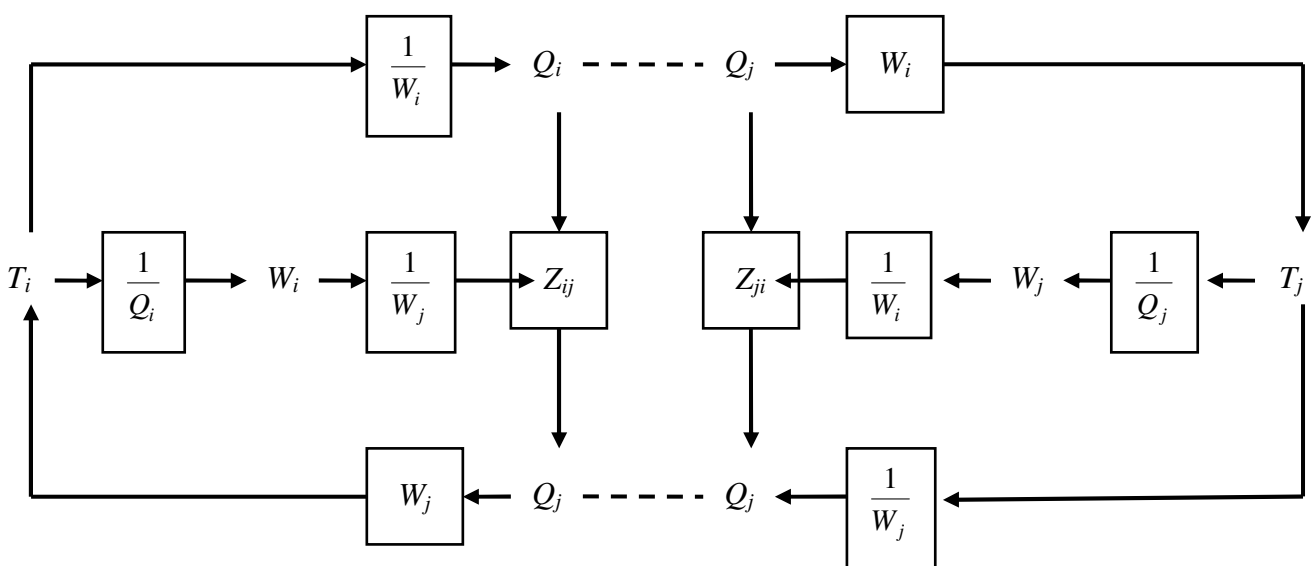 1/W_i Q_i Q_j W_i
T_i 1/Q_i W_i 1/W_j Z_ij Z_ji 1/W_i W_j 1/Q_j T_j
W_j Q_j Q_j 1/W_j